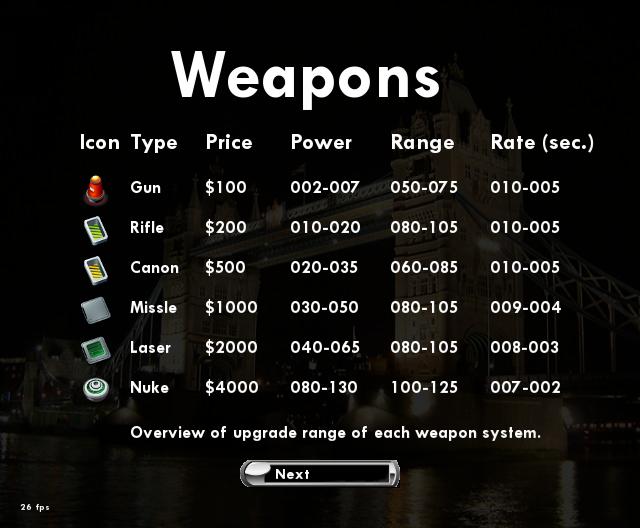 Weapons
Icon Type Price Power Range Rate (sec.)
Gun $100 002-007 050-075 010-005
Rifle $200 010-020 080-105 010-005
Canon $500 020-035 060-085 010-005
Missle $1000 030-050 080-105 009-004
Laser $2000 040-065 080-105 008-003
Nuke $4000 080-130 100-125 007-002
Overview of upgrade range of each weapon system.
Next
26 fps